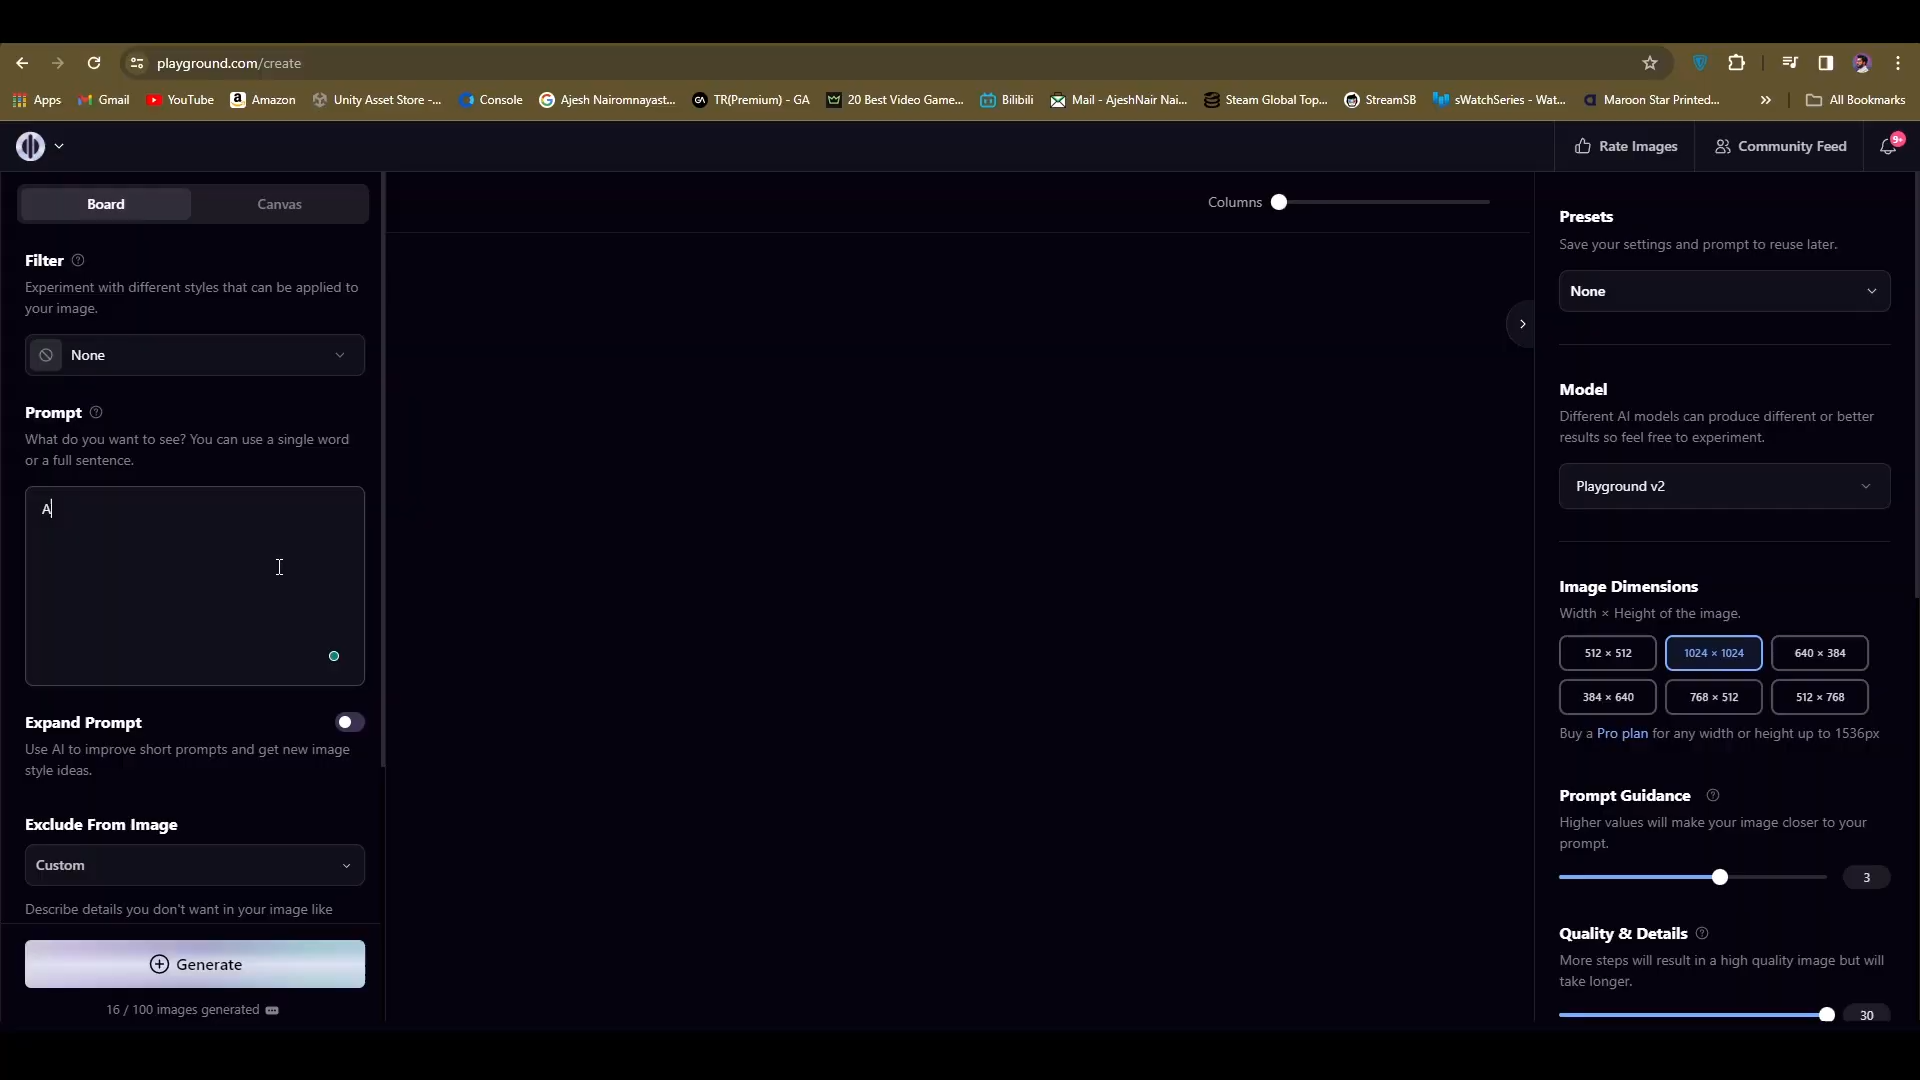 playground.com/create
Apps
Gmail
YouTube
Amazon
Unity Asset Store -...
Console
Ajesh Nairomnayast...
TR(Premium) - GA
20 Best Video Game...
Bilibili
Mail - AjeshNair Nai...
Steam Global Top...
StreamSB
sWatchSeries - Wat...
Maroon Star Printed...
All Bookmarks
Rate Images
Community Feed
9+
Board
Canvas
Filter
Experiment with different styles that can be applied to
your image.
None
Prompt
What do you want to see? You can use a single word
or a full sentence.
A
Expand Prompt
Use AI to improve short prompts and get new image
style ideas.
Exclude From Image
Custom
Describe details you don't want in your image like
Generate
16 / 100 images generated
Columns
Presets
Save your settings and prompt to reuse later.
None
Model
Different AI models can produce different or better
results so feel free to experiment.
Playground v2
Image Dimensions
Width × Height of the image.
512 × 512
1024 × 1024
640 × 384
384 × 640
768 × 512
512 × 768
Buy a Pro plan for any width or height up to 1536px
Prompt Guidance
Higher values will make your image closer to your
prompt.
3
Quality & Details
More steps will result in a high quality image but will
take longer.
30